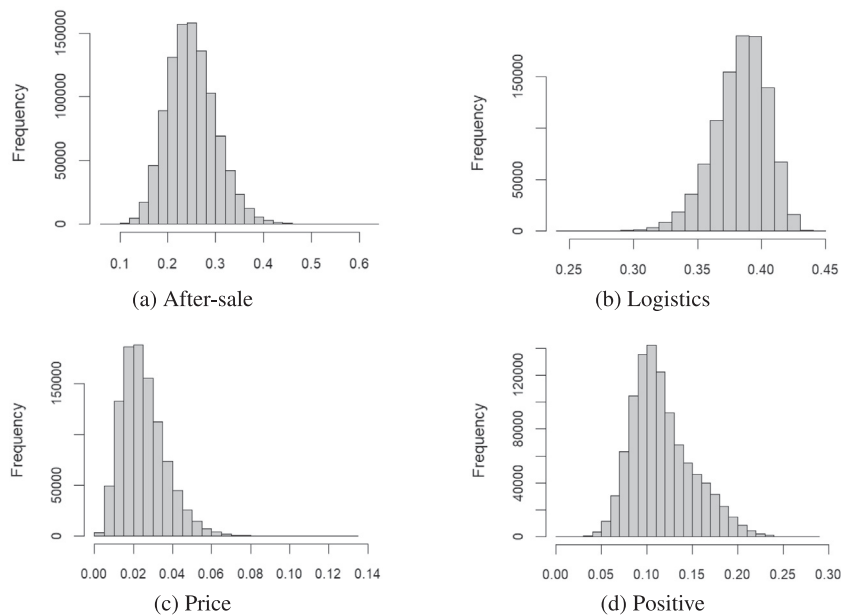 Frequency
0 50000 100000 150000
0.1 0.2 0.3 0.4 0.5 0.6
(a) After-sale
Frequency
0 50000 150000
0.25 0.30 0.35 0.40 0.45
(b) Logistics
Frequency
0 50000 150000
0.00 0.02 0.04 0.06 0.08 0.10 0.12 0.14
(c) Price
Frequency
0 40000 80000 120000
0.00 0.05 0.10 0.15 0.20 0.25 0.30
(d) Positive